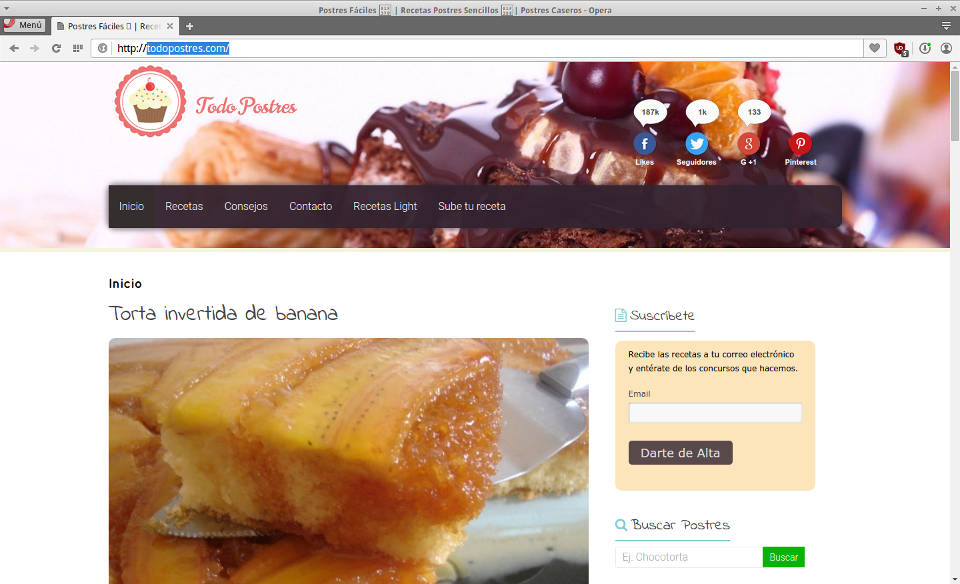 Postres Fáciles | Recetas Postres Sencillos | Postres Caseros - Opera
Menú
Postres Fáciles | Rece
http://todopostres.com/
3
Todo Postres
187k 1k 133
Likes Seguidores G +1 Pinterest
Inicio Recetas Consejos Contacto Recetas Light Sube tu receta
Inicio
Torta invertida de banana
Suscríbete
Recibe las recetas a tu correo electrónico
y entérate de los concursos que hacemos.
Email
Darte de Alta
Buscar Postres
Ej: Chocotorta
Buscar